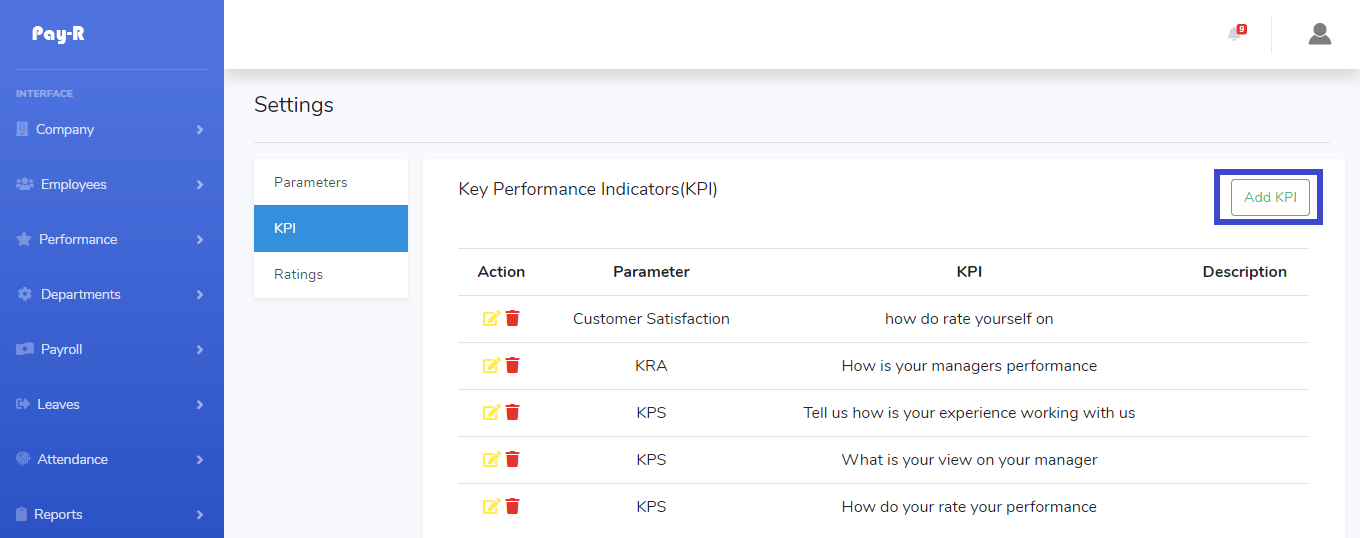 Pay-R
9
INTERFACE
Company
Employees
Performance
Departments
Payroll
Leaves
Attendance
Reports
Settings
Parameters
KPI
Ratings
Key Performance Indicators(KPI)
Add KPI
Action Parameter KPI Description
Customer Satisfaction how do rate yourself on
KRA How is your managers performance
KPS Tell us how is your experience working with us
KPS What is your view on your manager
KPS How do your rate your performance